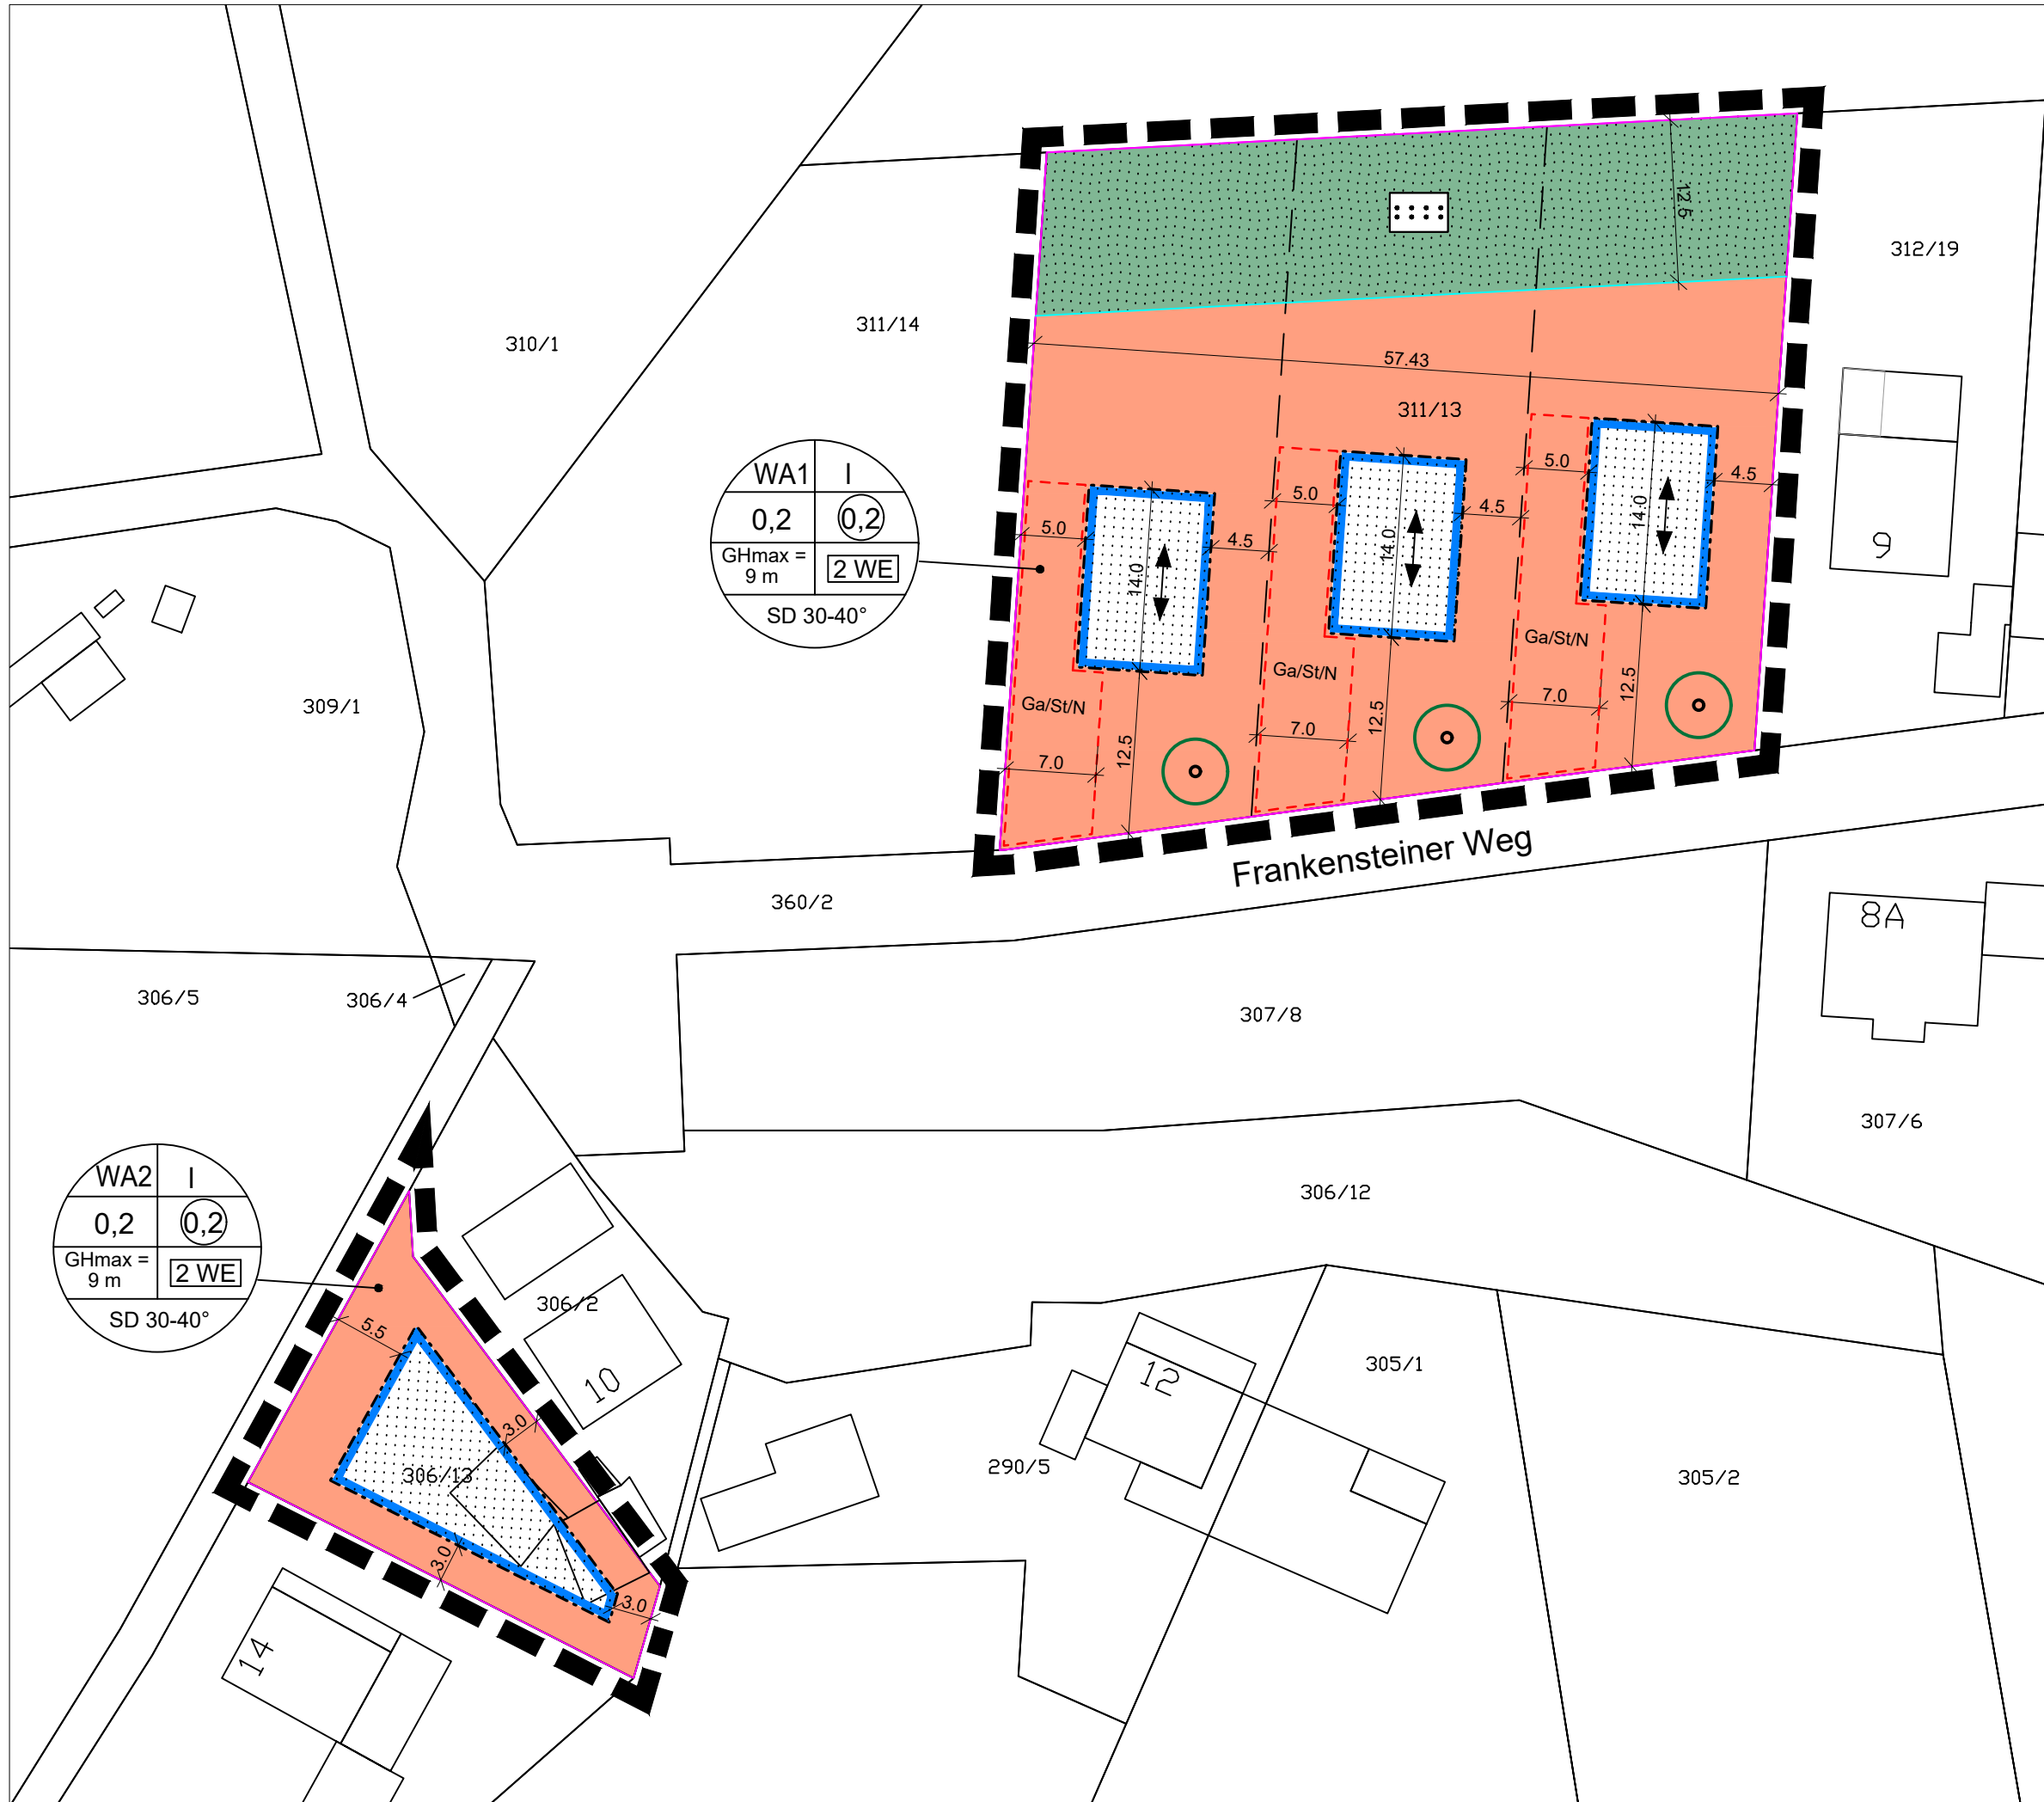 12.5
312/19
311/14
310/1
57.43
311/13
5.0
14.0
4.5
5.0
14.0
4.5
5.0
14.0
4.5
9
WA1 I
0,2 0,2
GHmax =
9 m
2 WE
SD 30-40°
Ga/St/N
Ga/St/N
Ga/St/N
7.0
12.5
7.0
12.5
7.0
12.5
309/1
Frankensteiner Weg
360/2
8A
306/5
306/4
307/8
307/6
306/12
WA2 I
0,2 0,2
GHmax =
9 m
2 WE
SD 30-40°
306/2
5.5
10
12
305/1
3.0
306/13
290/5
305/2
3.0
3.0
14